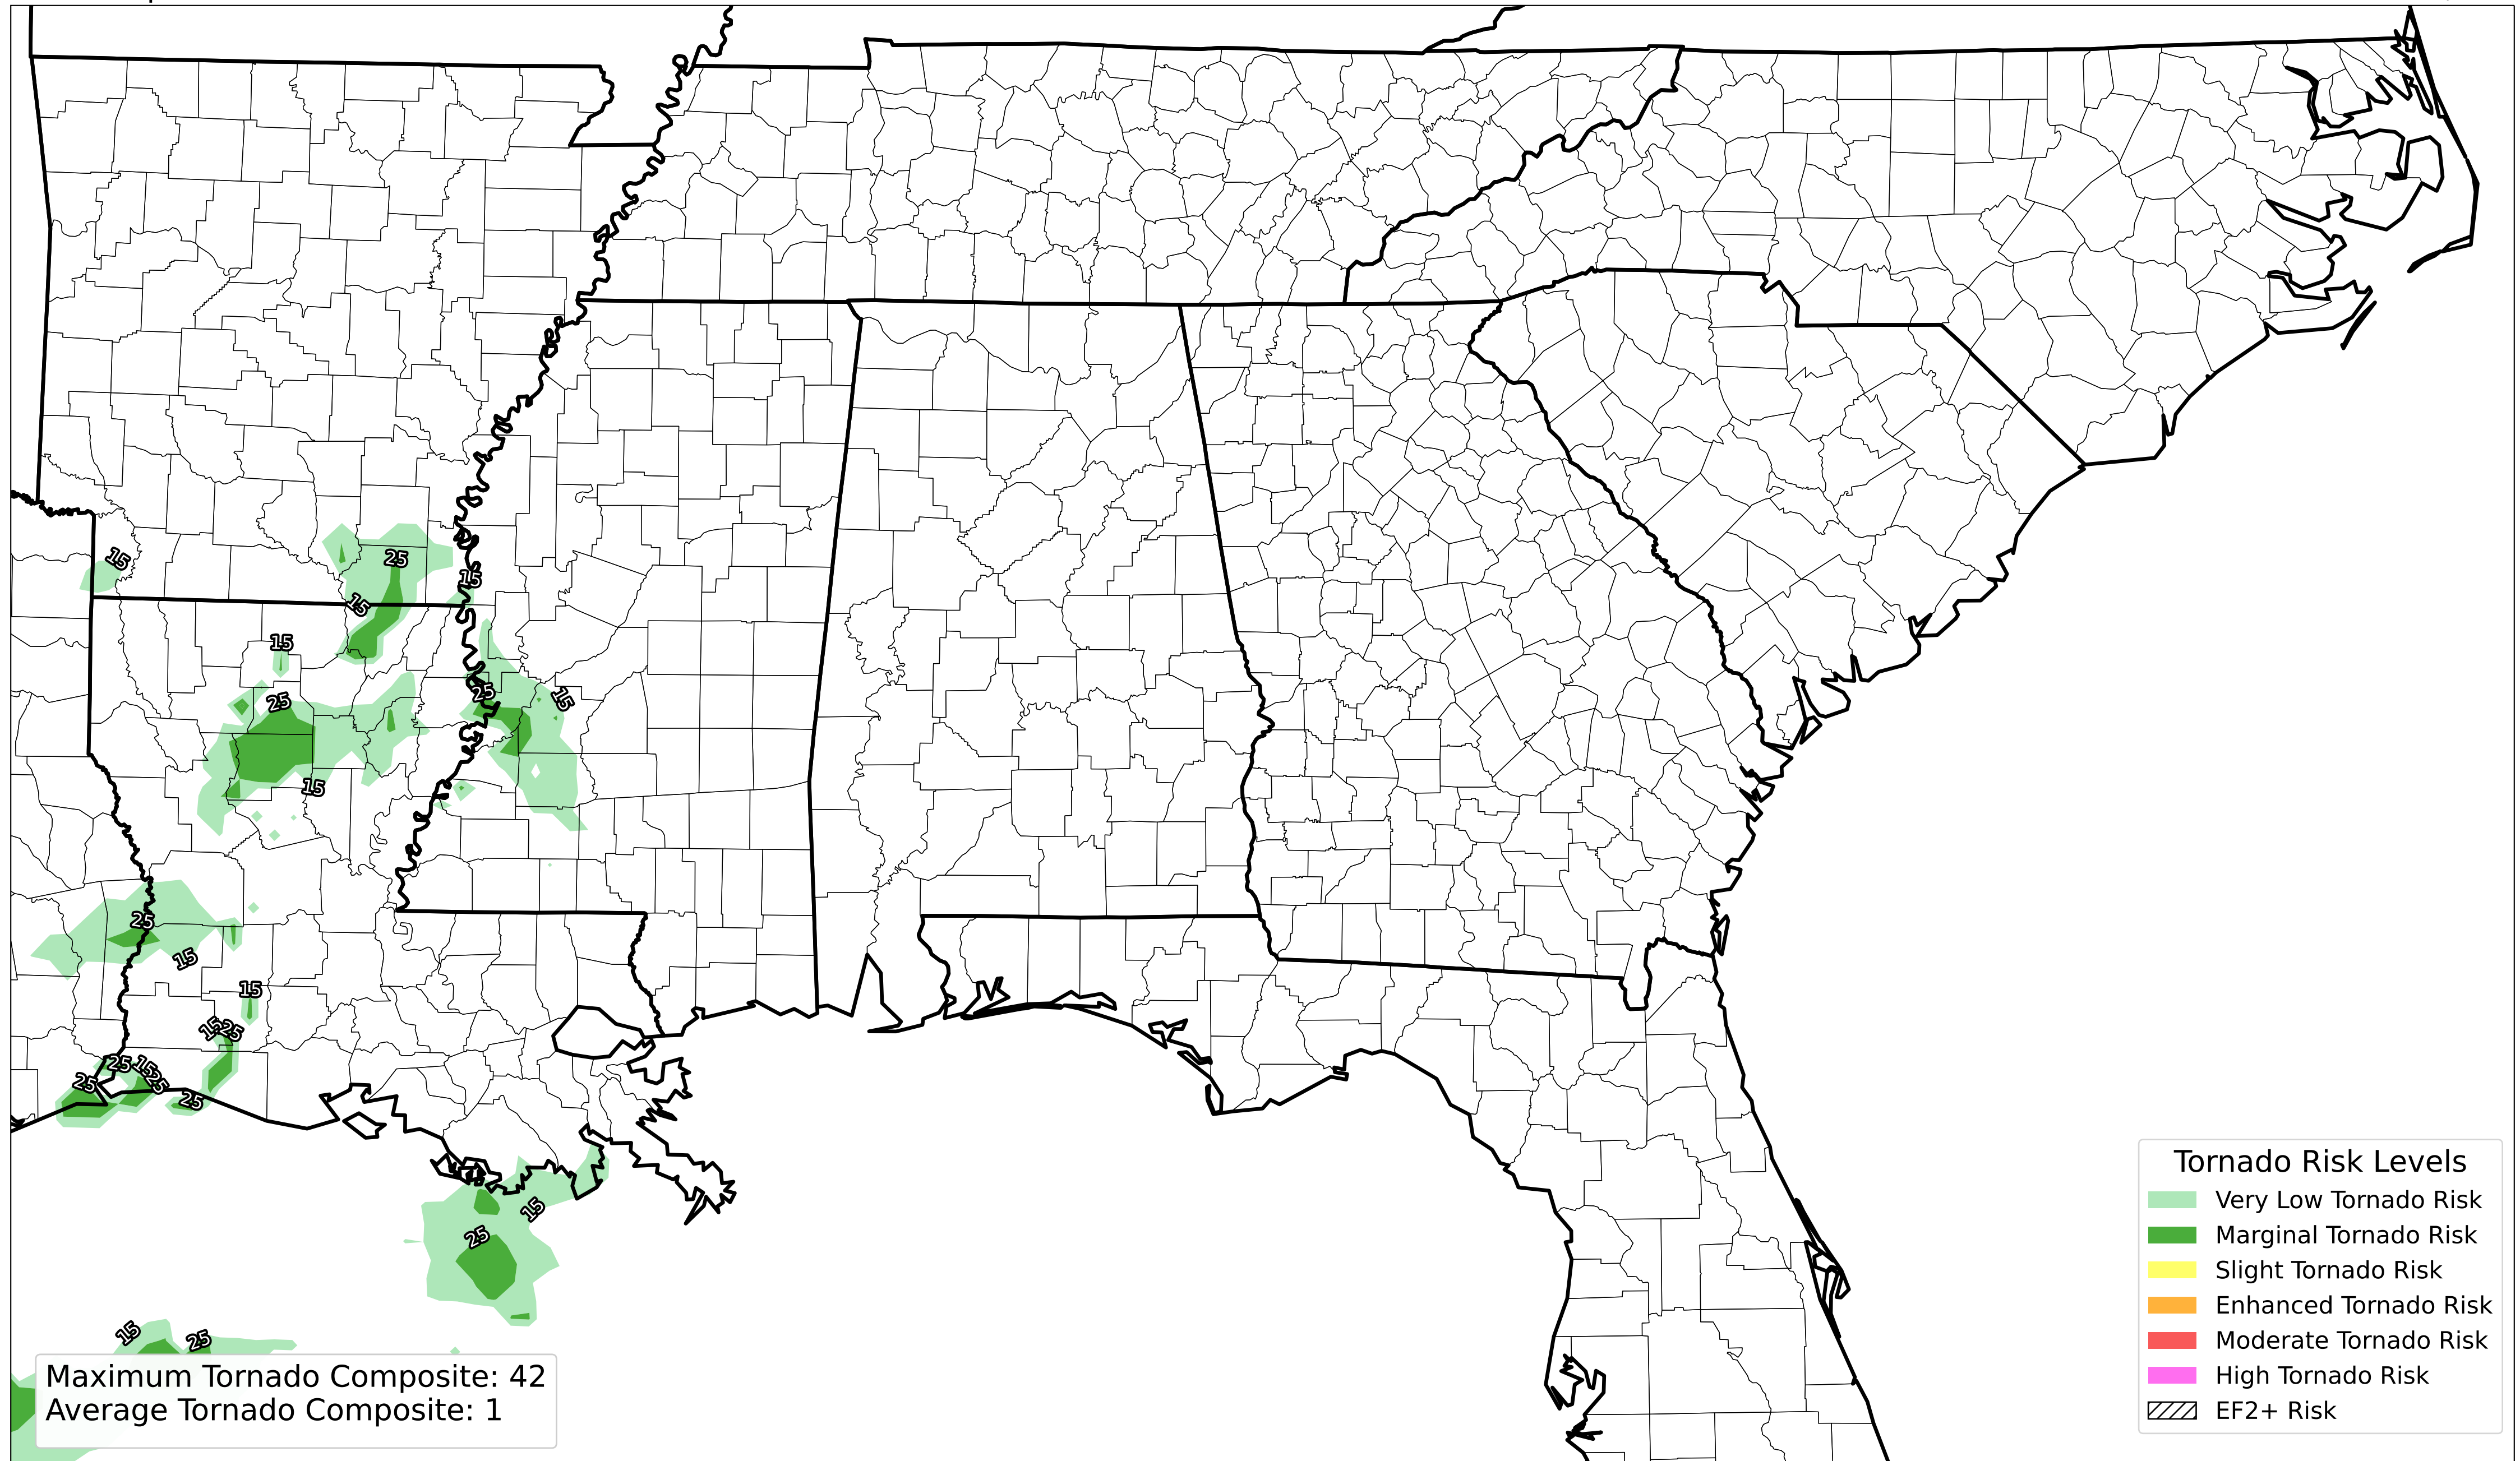 25
15
15
15
15
25
25
15
15
25
15
15
15 25
25 15
25
25
25
15
25
15
25
Maximum Tornado Composite: 42
Average Tornado Composite: 1
Tornado Risk Levels
Very Low Tornado Risk
Marginal Tornado Risk
Slight Tornado Risk
Enhanced Tornado Risk
Moderate Tornado Risk
High Tornado Risk
EF2+ Risk